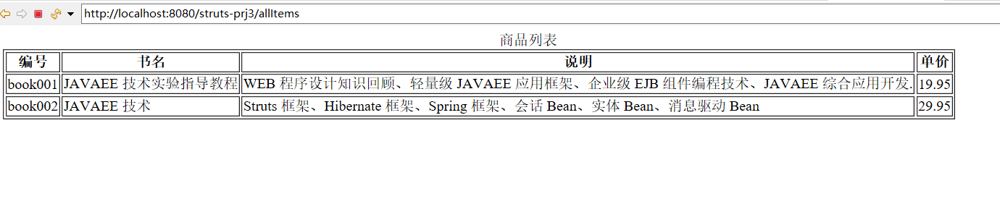 http://localhost:8080/struts-prj3/allItems
商品列表
编号 书名 说明 单价
book001 JAVAEE 技术实验指导教程 WEB 程序设计知识回顾、轻量级 JAVAEE 应用框架、企业级 EJB 组件编程技术、JAVAEE 综合应用开发. 19.95
book002 JAVAEE 技术 Struts 框架、Hibernate 框架、Spring 框架、会话 Bean、实体 Bean、消息驱动 Bean 29.95